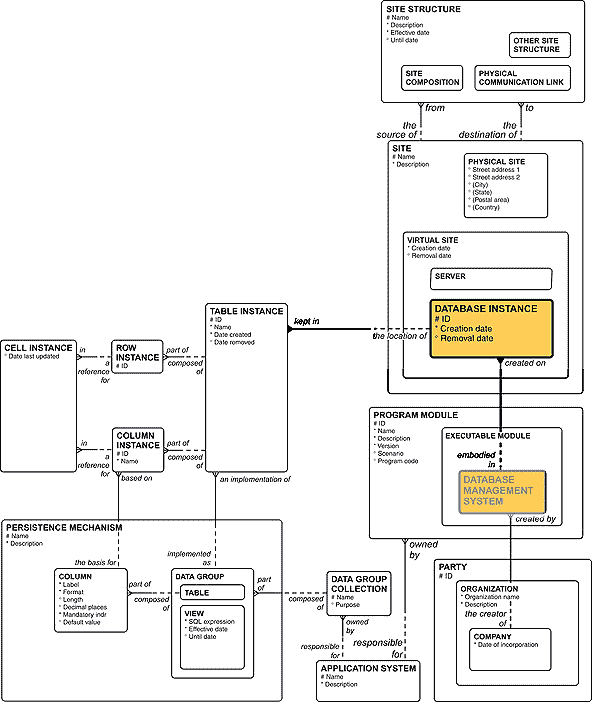 SITE STRUCTURE
# Name
* Description
* Effective date
° Until date
OTHER SITE
STRUCTURE
SITE
COMPOSITION
PHYSICAL
COMMUNICATION LINK
from
to
the
source of
the
destination of
SITE
# Name
* Description
PHYSICAL SITE
* Street address 1
° Street address 2
° (City)
° (State)
° (Postal area)
° (Country)
VIRTUAL SITE
* Creation date
° Removal date
SERVER
DATABASE INSTANCE
# ID
* Creation date
° Removal date
kept in
the location of
created on
TABLE INSTANCE
# ID
* Name
* Date created
° Date removed
CELL INSTANCE
° Date last updated
in
a
reference
for
ROW
INSTANCE
# ID
part of
composed
of
in
a
reference
for
COLUMN
INSTANCE
# ID
* Name
part of
composed
of
based on
an implementation of
PROGRAM MODULE
# ID
* Name
* Description
* Version
° Scenario
° Program code
EXECUTABLE MODULE
embodied
in
DATABASE
MANAGEMENT
SYSTEM
created by
owned
by
PERSISTENCE MECHANISM
# Name
* Description
the basis for
implemented
as
COLUMN
* Label
* Format
° Length
° Decimal places
* Mandatory indr
° Default value
part of
composed
of
DATA GROUP
TABLE
VIEW
* SQL expression
* Effective date
° Until date
part
of
composed
of
DATA GROUP
COLLECTION
# Name
° Purpose
owned
by
responsible
for
responsible
for
APPLICATION SYSTEM
# Name
* Description
PARTY
# ID
ORGANIZATION
* Organization name
* Description
the creator
of
COMPANY
* Date of incorporation